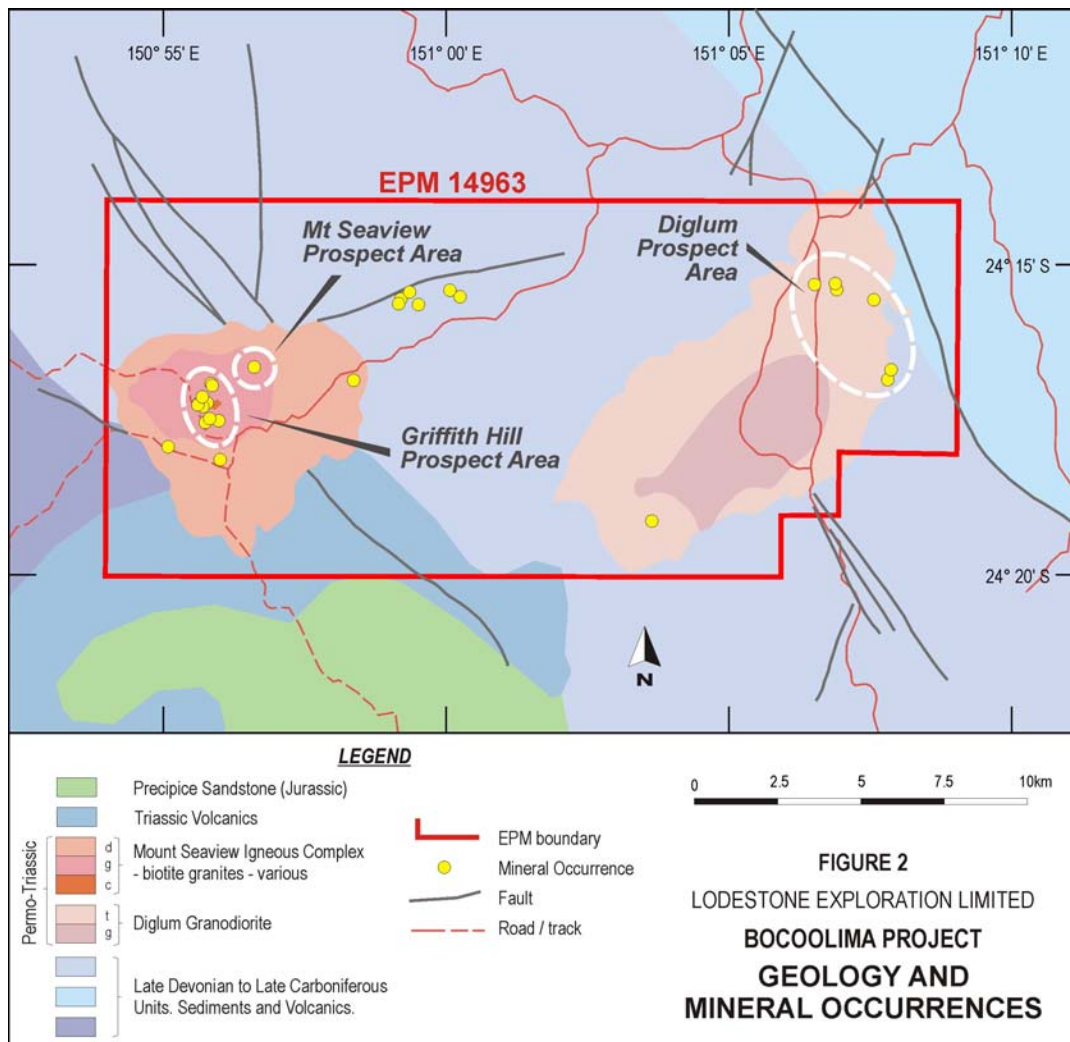 150° 55' E
151° 00' E
151° 05' E
151° 10' E
EPM 14963
Mt Seaview
Prospect Area
Diglum
Prospect
Area
24° 15' S
Griffith Hill
Prospect Area
24° 20' S
N
LEGEND
Precipice Sandstone (Jurassic)
Triassic Volcanics
Permo-Triassic
d
g
c
Mount Seaview Igneous Complex
- biotite granites - various
t
g
Diglum Granodiorite
Late Devonian to Late Carboniferous
Units. Sediments and Volcanics.
EPM boundary
Mineral Occurrence
Fault
Road / track
0 2.5 5 7.5 10km
FIGURE 2
LODESTONE EXPLORATION LIMITED
BOCOOLIMA PROJECT
GEOLOGY AND
MINERAL OCCURRENCES